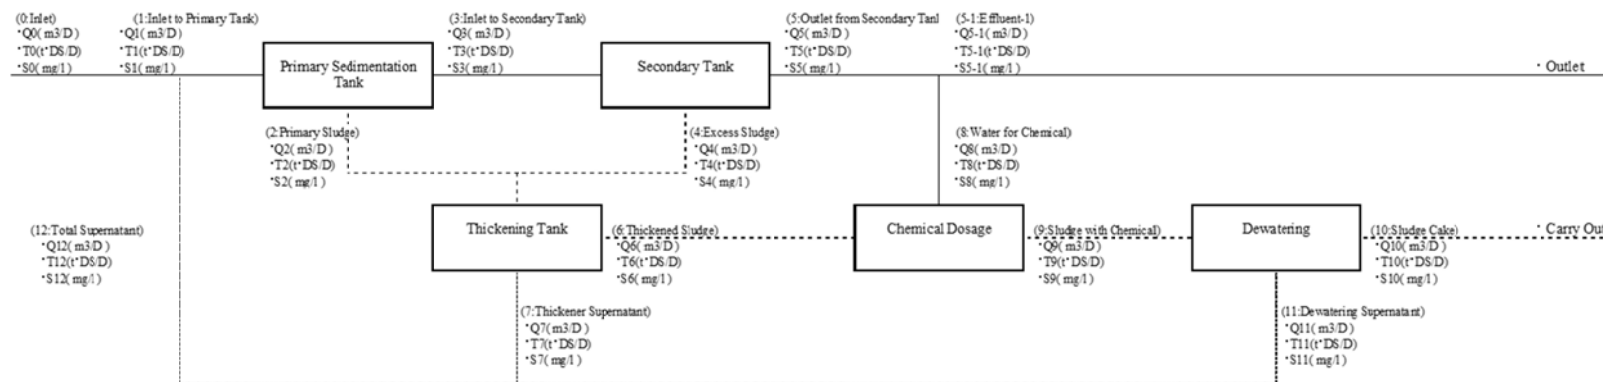 (0:Inlet)
·Q0( m3/D )
·T0(t·DS/D)
·S0( mg/l )
(1:Inlet to Primary Tank)
·Q1( m3/D )
·T1(t·DS/D)
·S1( mg/l )
Primary Sedimentation
Tank
(3:Inlet to Secondary Tank)
·Q3( m3/D )
·T3(t·DS/D)
·S3( mg/l )
Secondary Tank
(5:Outlet from Secondary Tank
·Q5( m3/D )
·T5(t·DS/D)
·S5( mg/l )
(5-1:Effluent-1)
·Q5-1( m3/D )
·T5-1(t·DS/D)
·S5-1( mg/l )
· Outlet
(2:Primary Sludge)
·Q2( m3/D )
·T2(t·DS/D)
·S2( mg/l )
(4:Excess Sludge)
·Q4( m3/D )
·T4(t·DS/D)
·S4( mg/l )
(8:Water for Chemical)
·Q8( m3/D )
·T8(t·DS/D)
·S8( mg/l )
(12:Total Supernatant)
·Q12( m3/D )
·T12(t·DS/D)
·S12( mg/l )
Thickening Tank
(6:Thickened Sludge)
·Q6( m3/D )
·T6(t·DS/D)
·S6( mg/l )
Chemical Dosage
(9:Sludge with Chemical)
·Q9( m3/D )
·T9(t·DS/D)
·S9( mg/l )
Dewatering
(10:Sludge Cake)
·Q10( m3/D )
·T10(t·DS/D)
·S10( mg/l )
· Carry Out
(7:Thickener Supernatant)
·Q7( m3/D )
·T7(t·DS/D)
·S7( mg/l )
(11:Dewatering Supernatant)
·Q11( m3/D )
·T11(t·DS/D)
·S11( mg/l )